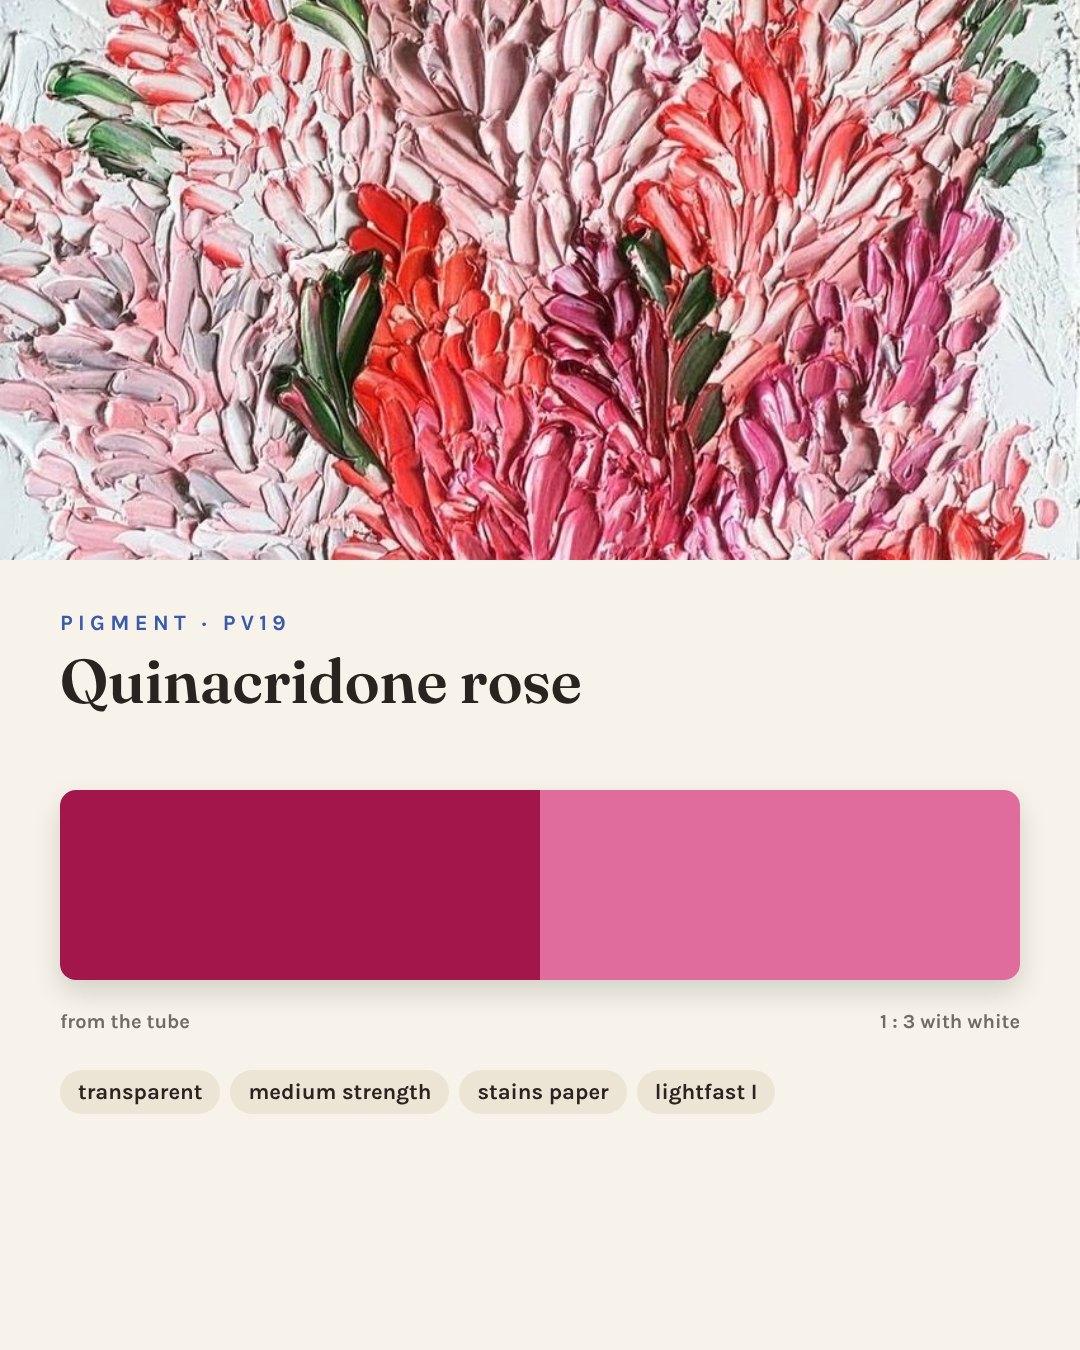 PIGMENT · PV19
Quinacridone rose
from the tube
1 : 3 with white
transparent
medium strength
stains paper
lightfast I